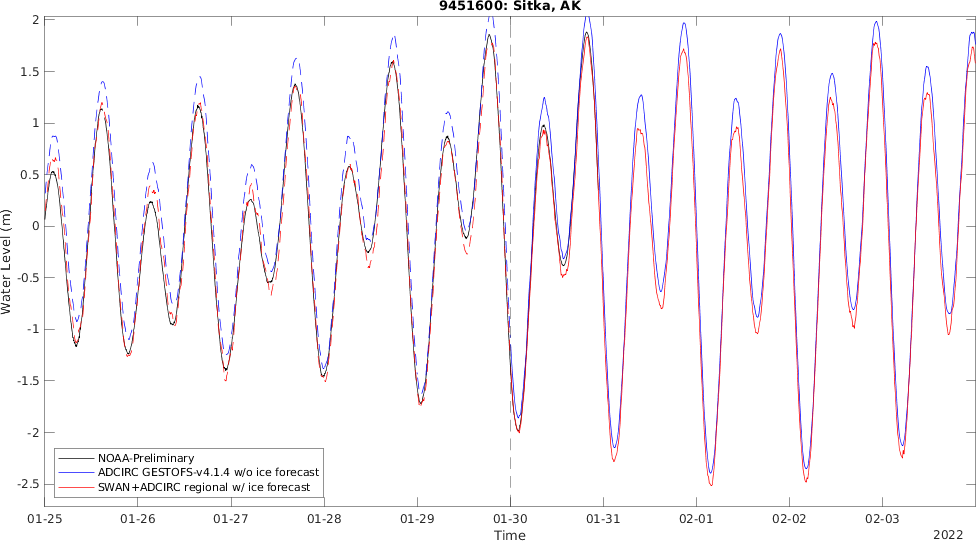 9451600: Sitka, AK
2
1.5
1
0.5
0
-0.5
-1
-1.5
-2
-2.5
Water Level (m)
NOAA-Preliminary
ADCIRC GESTOFS-v4.1.4 w/o ice forecast
SWAN+ADCIRC regional w/ ice forecast
01-25 01-26 01-27 01-28 01-29 01-30 01-31 02-01 02-02 02-03
Time
2022